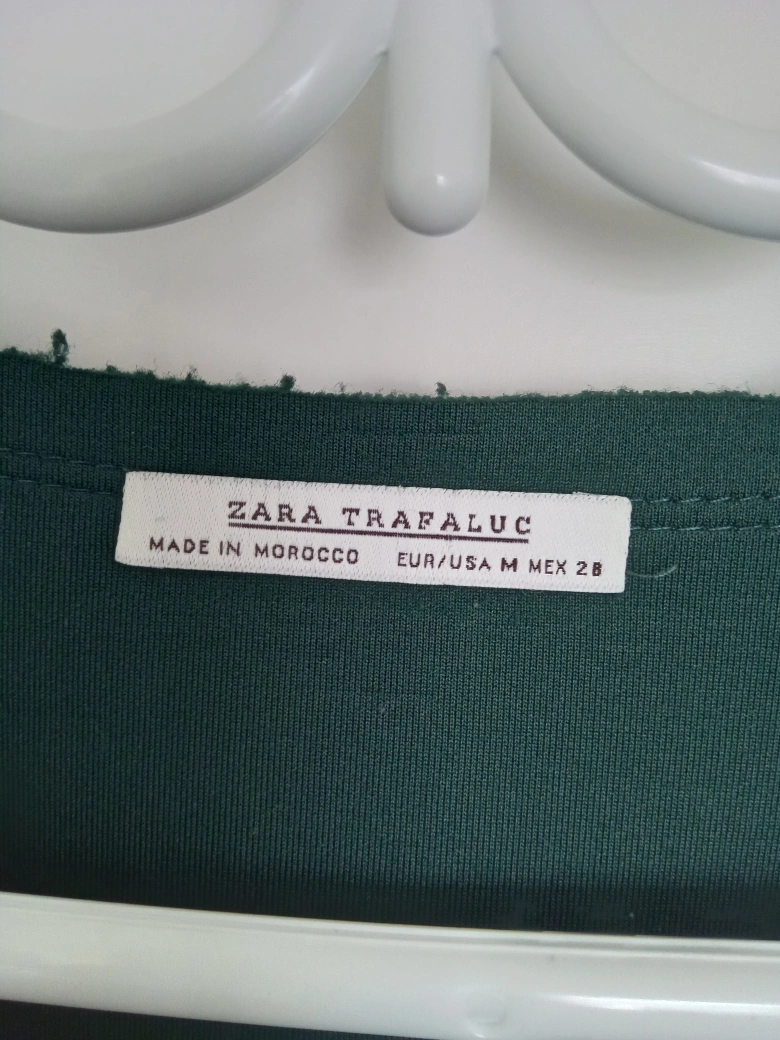 ZARA TRAFALUC
MADE IN MOROCCO EUR/USA M MEX 28